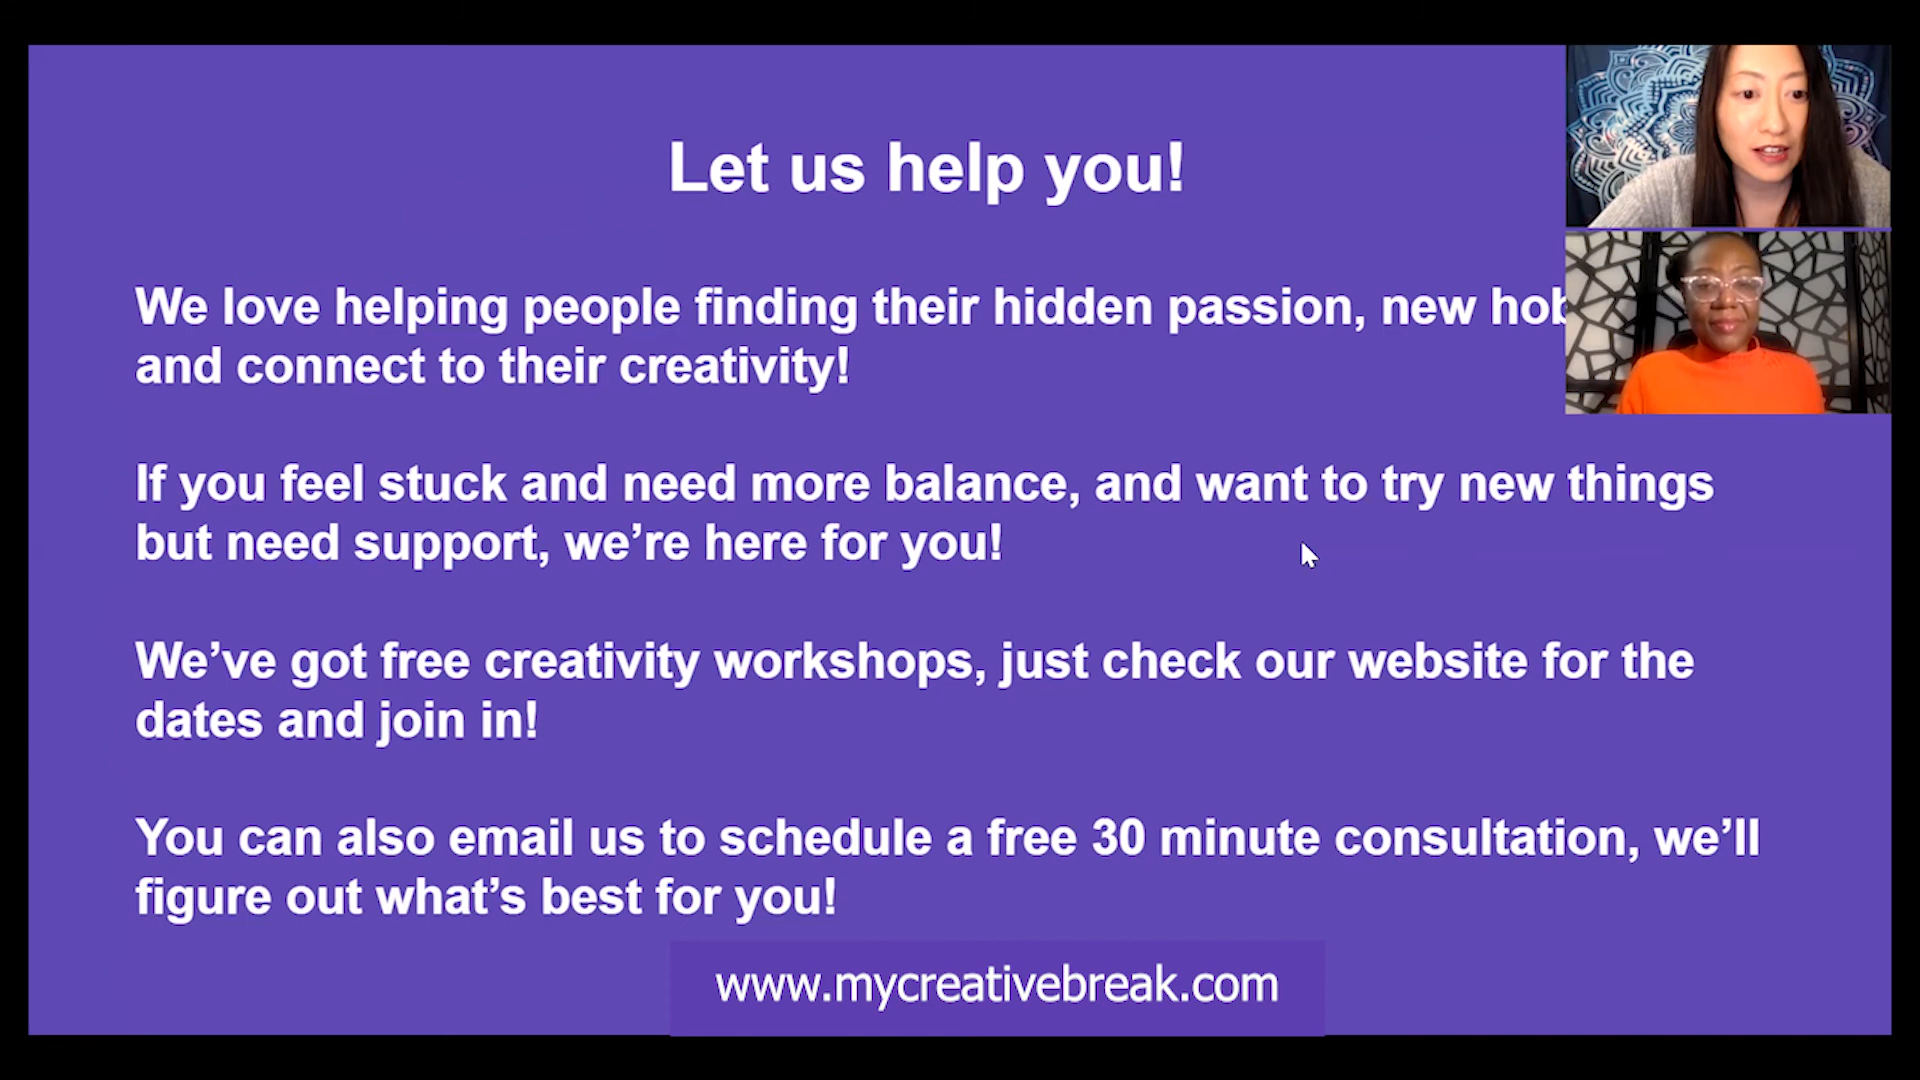 Let us help you!
We love helping people finding their hidden passion, new
and connect to their creativity!
If you feel stuck and need more balance, and want to try new things
but need support, we’re here for you!
We’ve got free creativity workshops, just check our website for the
dates and join in!
You can also email us to schedule a free 30 minute consultation, we’ll
figure out what’s best for you!
www.mycreativebreak.com